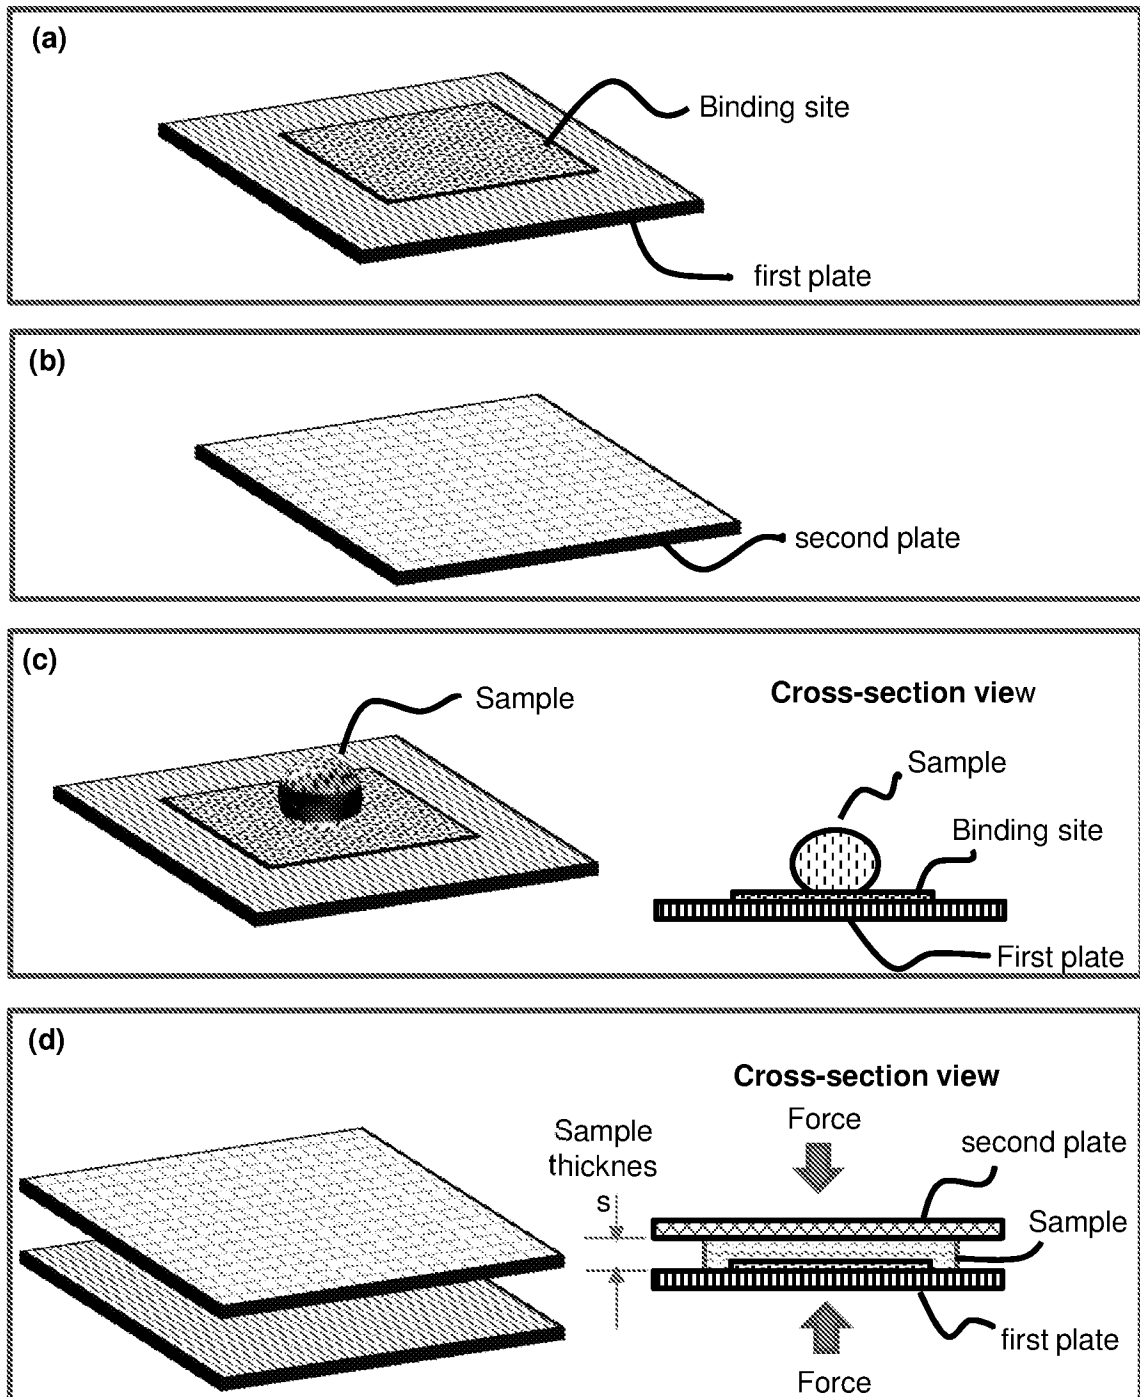 (a)
Binding site
first plate
(b)
second plate
(c)
Sample
Cross-section view
Sample
Binding site
First plate
(d)
Cross-section view
Sample
thicknes
s
Force
second plate
Sample
first plate
Force